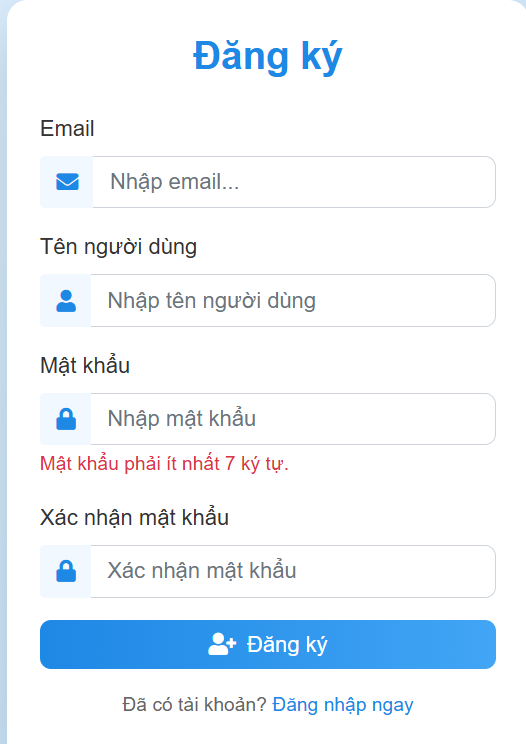 Đăng ký
Email
Nhập email...
Tên người dùng
Nhập tên người dùng
Mật khẩu
Nhập mật khẩu
Mật khẩu phải ít nhất 7 ký tự.
Xác nhận mật khẩu
Xác nhận mật khẩu
Đăng ký
Đã có tài khoản? Đăng nhập ngay